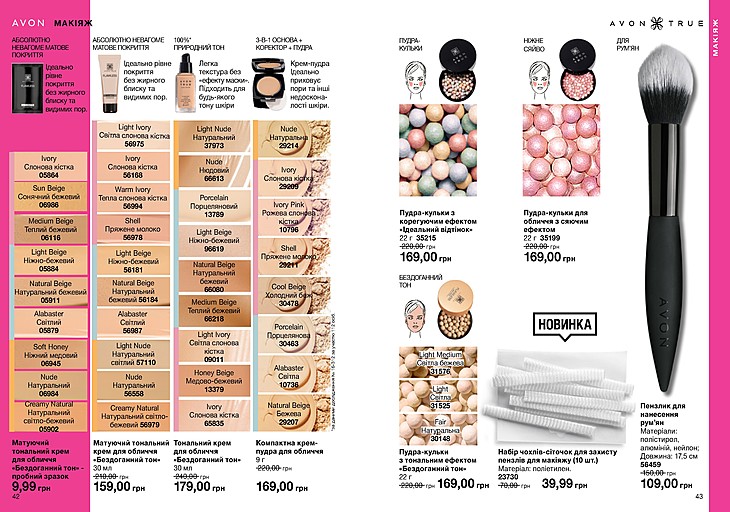 AVON МАКІЯЖ
АБСОЛЮТНО
НЕВАГОМЕ МАТОВЕ
ПОКРИТТЯ
Ідеально
рівне
покриття
без жирного
блиску та
видимих пор.
АБСОЛЮТНО НЕВАГОМЕ
МАТОВЕ ПОКРИТТЯ
Ідеально рівне
покриття
без жирного
блиску та
видимих пор.
100%*
ПРИРОДНИЙ ТОН
Легка
текстура без
«ефекту маски».
Підходить для
будь-якого
тону шкіри
3-В-1 ОСНОВА +
КОРЕКТОР + ПУДРА
Крем-пудра
Ідеально
приховує
пори та інші
недоскона-
лості шкіри.
Ivory
Слонова кістка
05864
Sun Beige
Сонячний бежевий
06986
Medium Beige
Теплий бежевий
06116
Light Beige
Ніжно-бежевий
05884
Natural Beige
Натуральний бежевий
05911
Alabaster
Світлий
05879
Soft Honey
Ніжний медовий
06945
Nude
Натуральний
06984
Creamy Natural
Натуральний світло-
бежевий
05902
Light Ivory
Світла слонова кістка
56975
Ivory
Слонова кістка
56168
Warm Ivory
Тепла слонова кістка
56994
Shell
Пряжене молоко
56978
Light Beige
Ніжно-бежевий
56181
Natural Beige
Натуральний
бежевий 56184
Alabaster
Світлий
56987
Light Nude
Натуральний
світлий 57110
Nude
Натуральний
56558
Creamy Natural
Натуральний світло-
бежевий 56979
Light Nude
Натуральний
37973
Nude
Нюдовий
66613
Porcelain
Порцеляновий
13789
Light Beige
Ніжно-бежевий
96619
Natural Beige
Натуральний
бежевий
66080
Medium Beige
Теплий бежевий
66218
Light Ivory
Світла слонова
кістка
09011
Honey Beige
Медово-бежевий
13379
Ivory
Слонова кістка
65835
Nude
Натуральна
29214
Ivory
Слонова кістка
29209
Ivory Pink
Рожева слонова
кістка
10796
Shell
Пряжене молоко
29211
Cool Beige
Холодний беж
30478
Porcelain
Порцелянова
30463
Alabaster
Світла
10736
Natural Beige
Бежева
29207
Матуючий
тональний крем
для обличчя
«Бездоганний тон» –
пробний зразок
9,99 грн
Матуючий тональний
крем для обличчя
«Бездоганний тон»
30 мл
210,00 грн
159,00 грн
Тональний крем
для обличчя
«Бездоганний тон»
30 мл
240,00 грн
179,00 грн
Компактна крем-
пудра для обличчя
9 г
220,00 грн
169,00 грн
42
AVON TRUE
МАКІЯЖ
ПУДРА-
КУЛЬКИ
НІЖНЕ
СЯЙВО
ДЛЯ
РУМ'ЯН
Пудра-кульки з
корегуючим ефектом
«Ідеальний відтінок»
22 г 35215
220,00 грн
169,00 грн
Пудра-кульки для
обличчя з сяючим
ефектом
22 г 35199
220,00 грн
169,00 грн
БЕЗДОГАННИЙ
ТОН
Light Medium
Світла бежева
31576
Light
Світла
31525
Fair
Натуральна
30148
Пудра-кульки
з тональним ефектом
«Бездоганний тон»
22 г
220,00 грн 169,00 грн
НОВИНКА
Набір чохлів-сіточок для захисту
пензлів для макіяжу (10 шт.)
Матеріал: поліетилен.
23730
70,00 грн 39,99 грн
AVON
Пензлик для
нанесення
рум'ян
Матеріали:
полістирол,
алюміній, нейлон;
Довжина: 17,5 см
56459
150,00 грн
109,00 грн
43